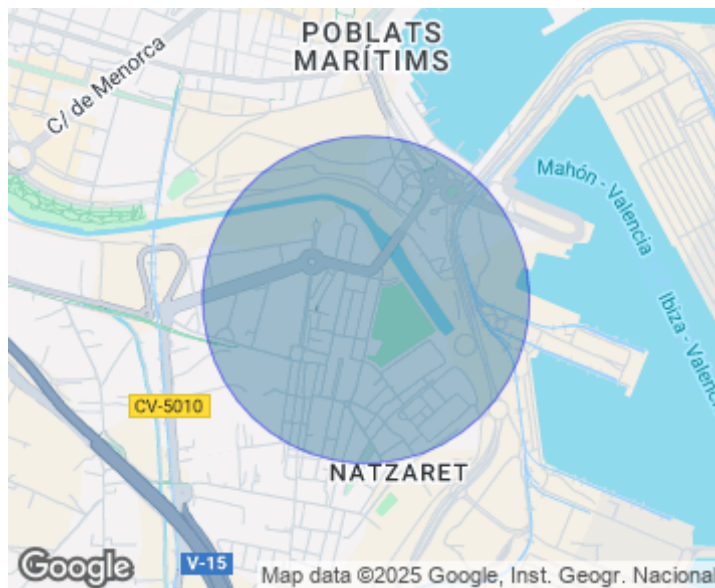 POBLATS
MARÍTIMS
C/ de Menorca
Mahón - Valencia
Ibiza - Valenci
CV-5010
NATZARET
V-15
Google
Map data ©2025 Google, Inst. Geogr. Nacional